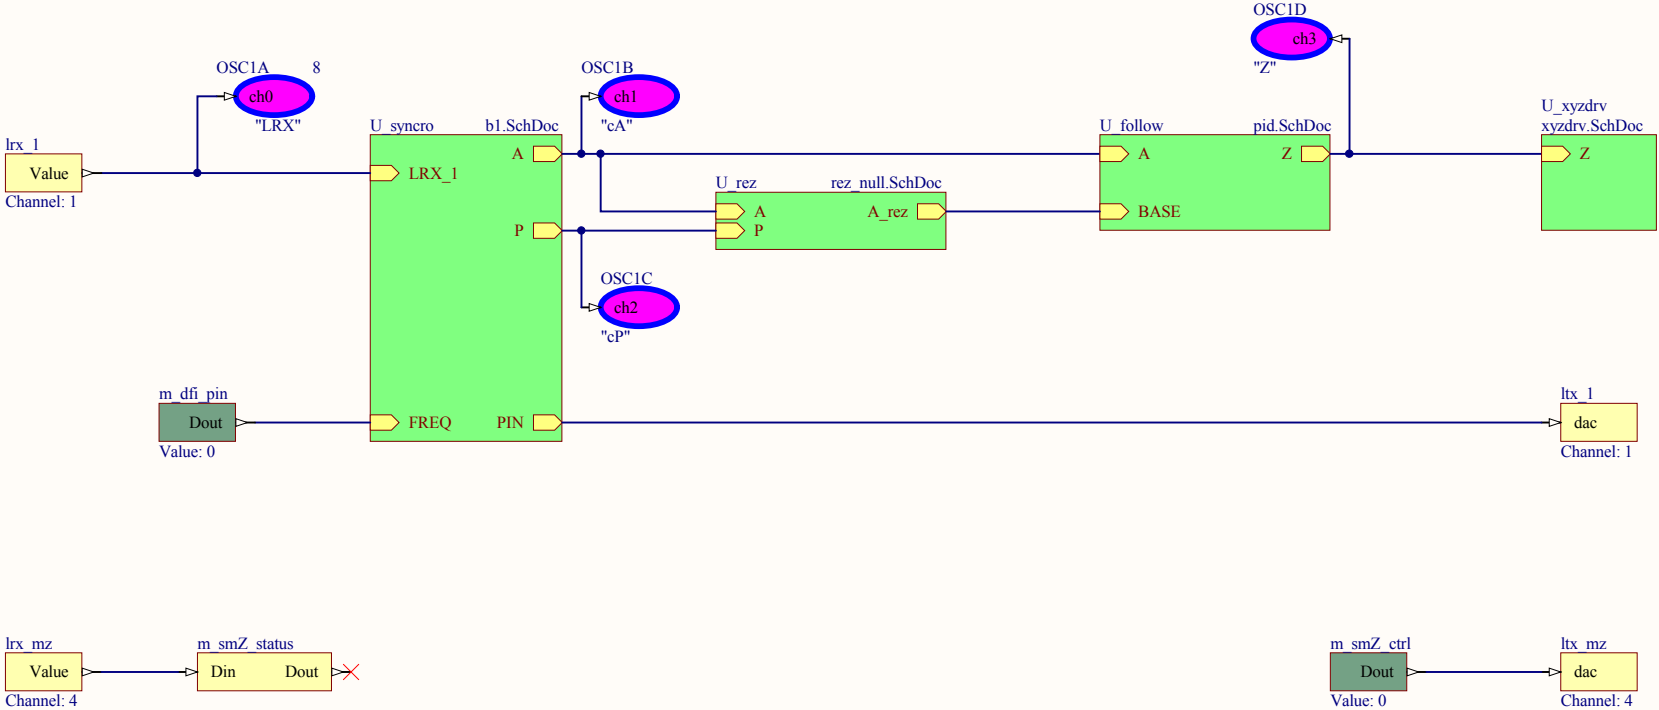 OSC1D
ch3
"Z"
OSC1A 8
ch0
"LRX"
OSC1B
ch1
"cA"
lrx_1
Value
Channel: 1
U_syncro b1.SchDoc
A
LRX_1
P
FREQ PIN
U_rez rez_null.SchDoc
A A_rez
P
U_follow pid.SchDoc
A Z
BASE
U_xyzdrv
xyzdrv.SchDoc
Z
OSC1C
ch2
"cP"
m_dfi_pin
Dout
Value: 0
ltx_1
dac
Channel: 1
lrx_mz
Value
Channel: 4
m_smZ_status
Din Dout
m_smZ_ctrl
Dout
Value: 0
ltx_mz
dac
Channel: 4